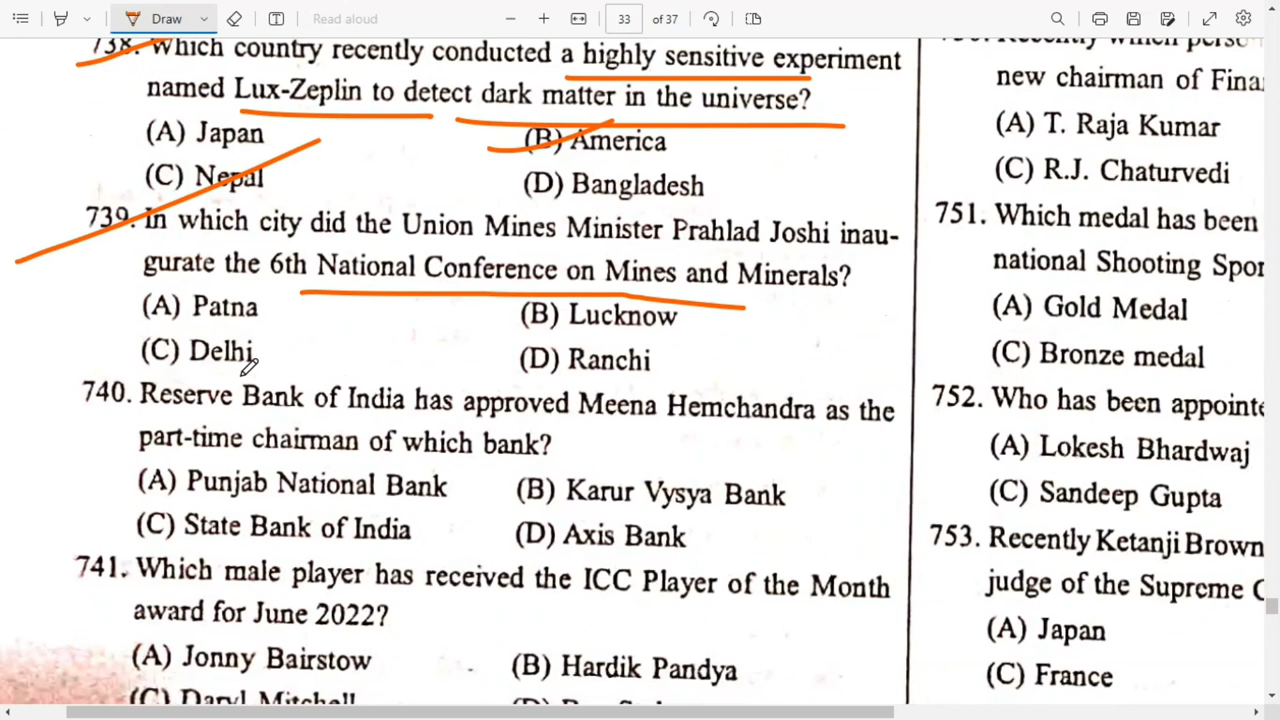 Draw
Read aloud
33 of 37
738. Which country recently conducted a highly sensitive experiment
named Lux-Zeplin to detect dark matter in the universe?
(A) Japan (B) America
(C) Nepal (D) Bangladesh
739. In which city did the Union Mines Minister Prahlad Joshi inau-
gurate the 6th National Conference on Mines and Minerals?
(A) Patna (B) Lucknow
(C) Delhi (D) Ranchi
740. Reserve Bank of India has approved Meena Hemchandra as the
part-time chairman of which bank?
(A) Punjab National Bank (B) Karur Vysya Bank
(C) State Bank of India (D) Axis Bank
741. Which male player has received the ICC Player of the Month
award for June 2022?
(A) Jonny Bairstow (B) Hardik Pandya
(C) Daryl Mitchell
new chairman of Fina
(A) T. Raja Kumar
(C) R.J. Chaturvedi
751. Which medal has been
national Shooting Spor
(A) Gold Medal
(C) Bronze medal
752. Who has been appointe
(A) Lokesh Bhardwaj
(C) Sandeep Gupta
753. Recently Ketanji Brown
judge of the Supreme C
(A) Japan
(C) France